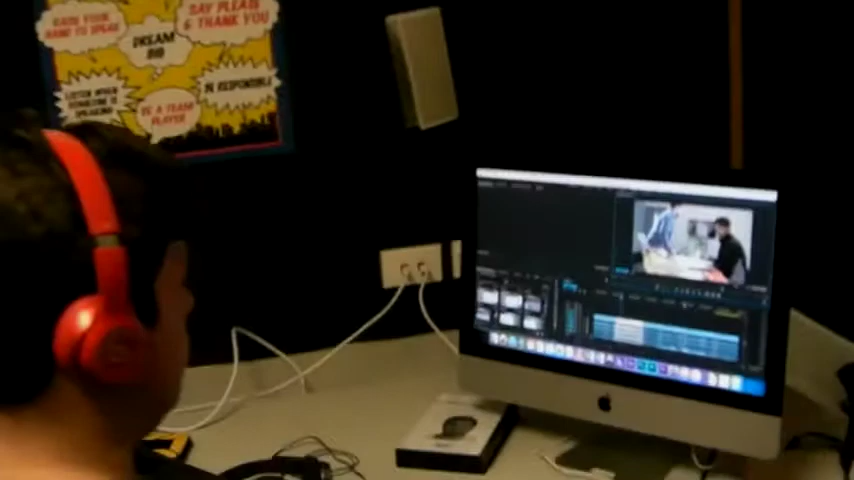 RAISE YOUR
HAND TO SPEAK
DREAM
BIG
SAY PLEASE
& THANK YOU
LISTEN WHEN
SOMEONE IS
SPEAKING
BE RESPONSIBLE
BE A TEAM
PLAYER